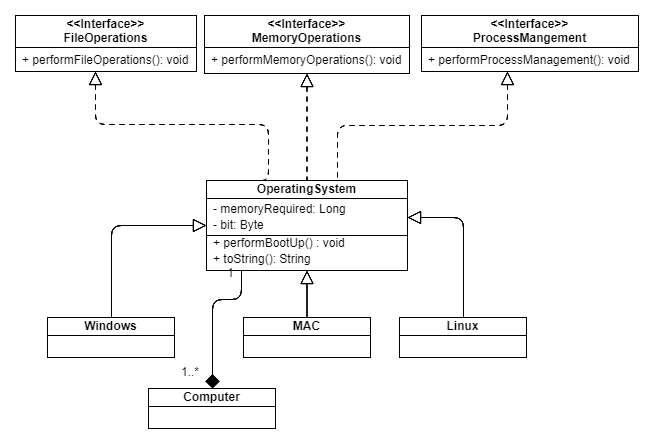 <<Interface>>
FileOperations
+ performFileOperations(): void
<<Interface>>
MemoryOperations
+ performMemoryOperations(): void
<<Interface>>
ProcessMangement
+ performProcessManagement(): void
OperatingSystem
- memoryRequired: Long
- bit: Byte
+ performBootUp() : void
+ toString(): String
1
Windows
MAC
Linux
1..*
Computer